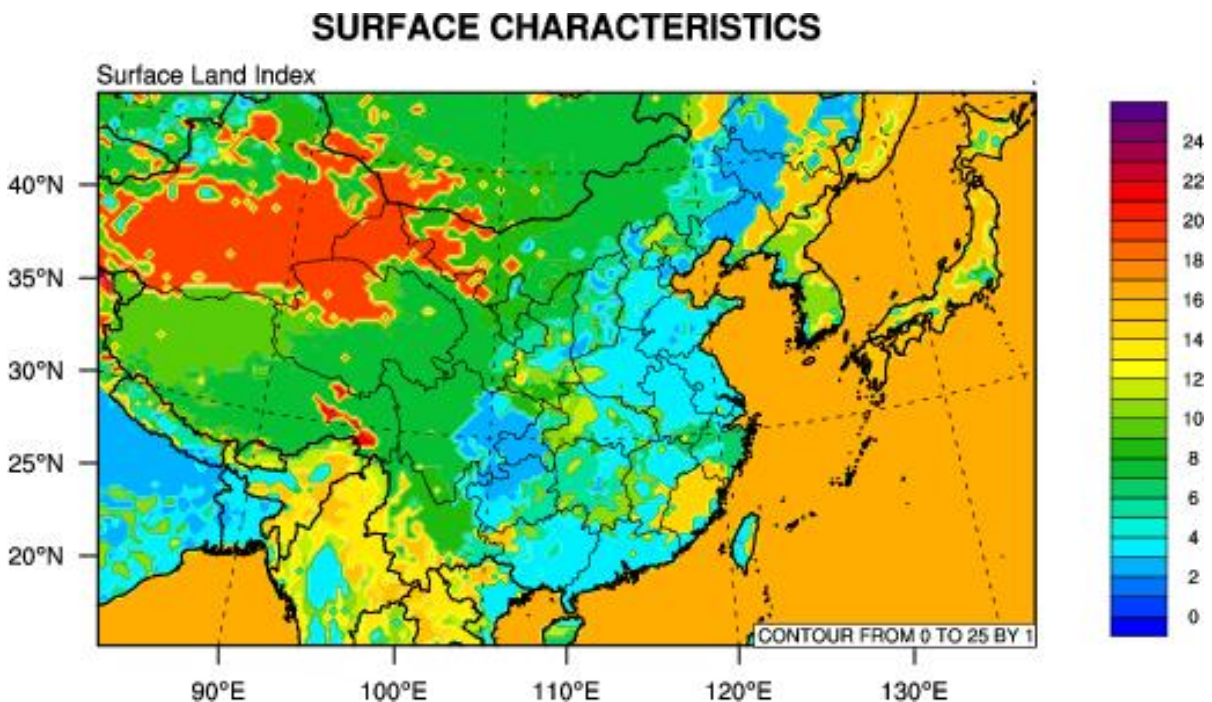 SURFACE CHARACTERISTICS
Surface Land Index
40°N
35°N
30°N
25°N
20°N
90°E
100°E
110°E
120°E
130°E
CONTOUR FROM 0 TO 25 BY 1
24
22
20
18
16
14
12
10
8
6
4
2
0